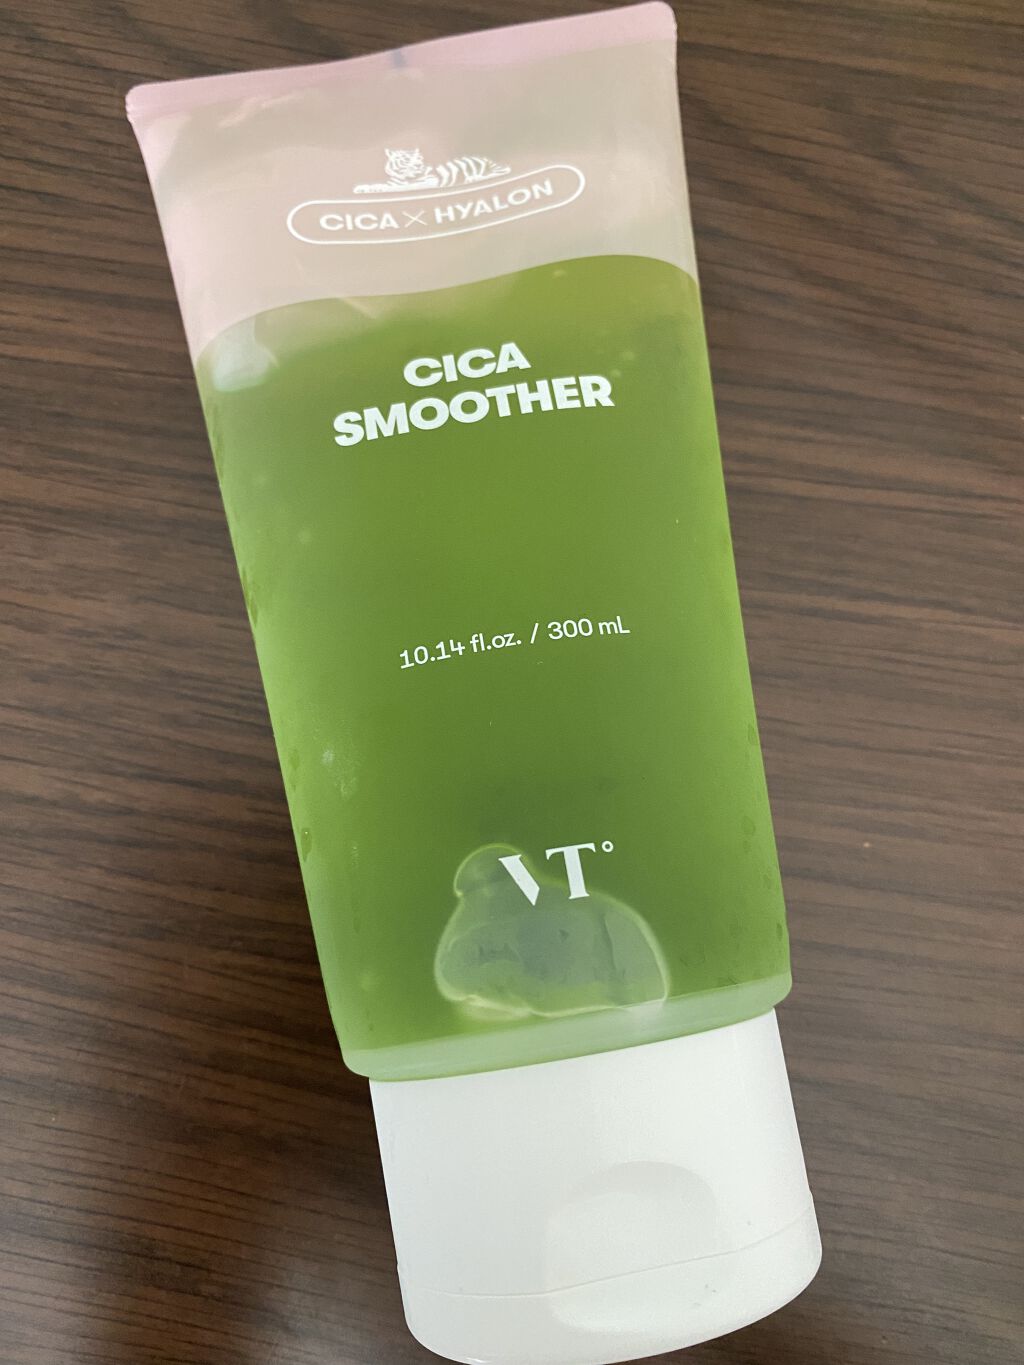 CICA × HYALON
CICA
SMOOTHER
10.14 fl.oz. / 300 mL
VT°